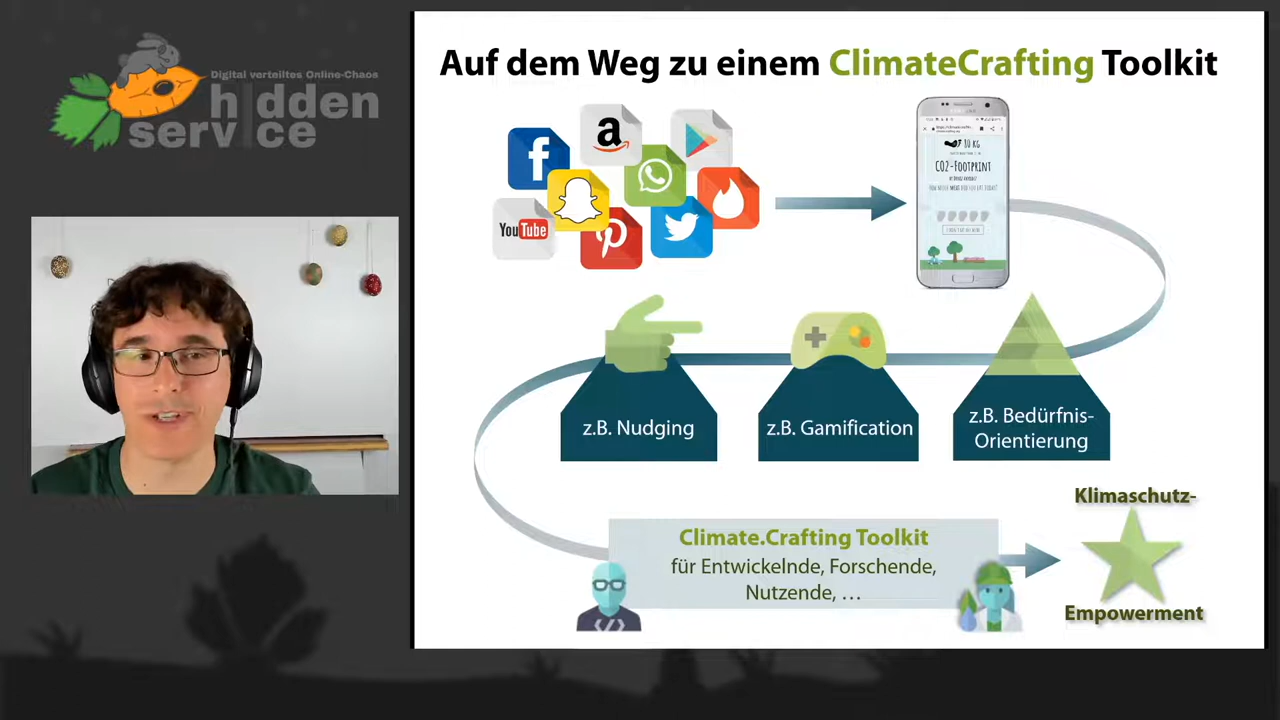 Digital verteiltes Online-Chaos
hidden
service
Auf dem Weg zu einem ClimateCrafting Toolkit
f
a
YouTube
10 kg
CO2-Footprint
z.B. Nudging
z.B. Gamification
z.B. Bedürfnis-
Orientierung
Climate.Crafting Toolkit
für Entwickelnde, Forschende,
Nutzende, …
Klimaschutz-
Empowerment